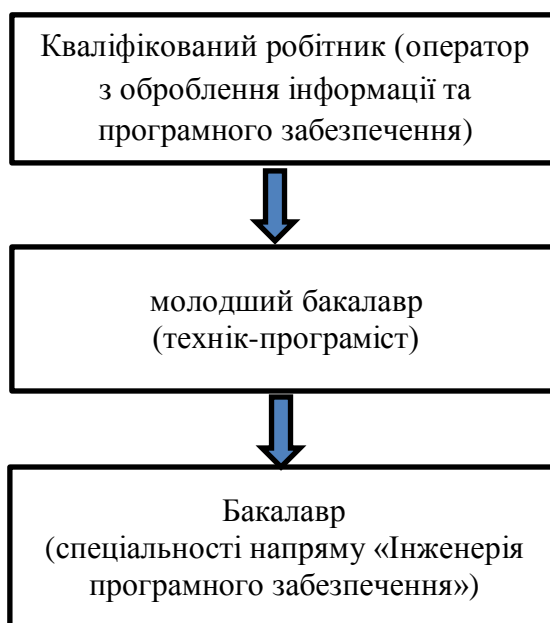 Кваліфікований робітник (оператор
з оброблення інформації та
програмного забезпечення)
молодший бакалавр
(технік-програміст)
Бакалавр
(спеціальності напряму «Інженерія
програмного забезпечення»)